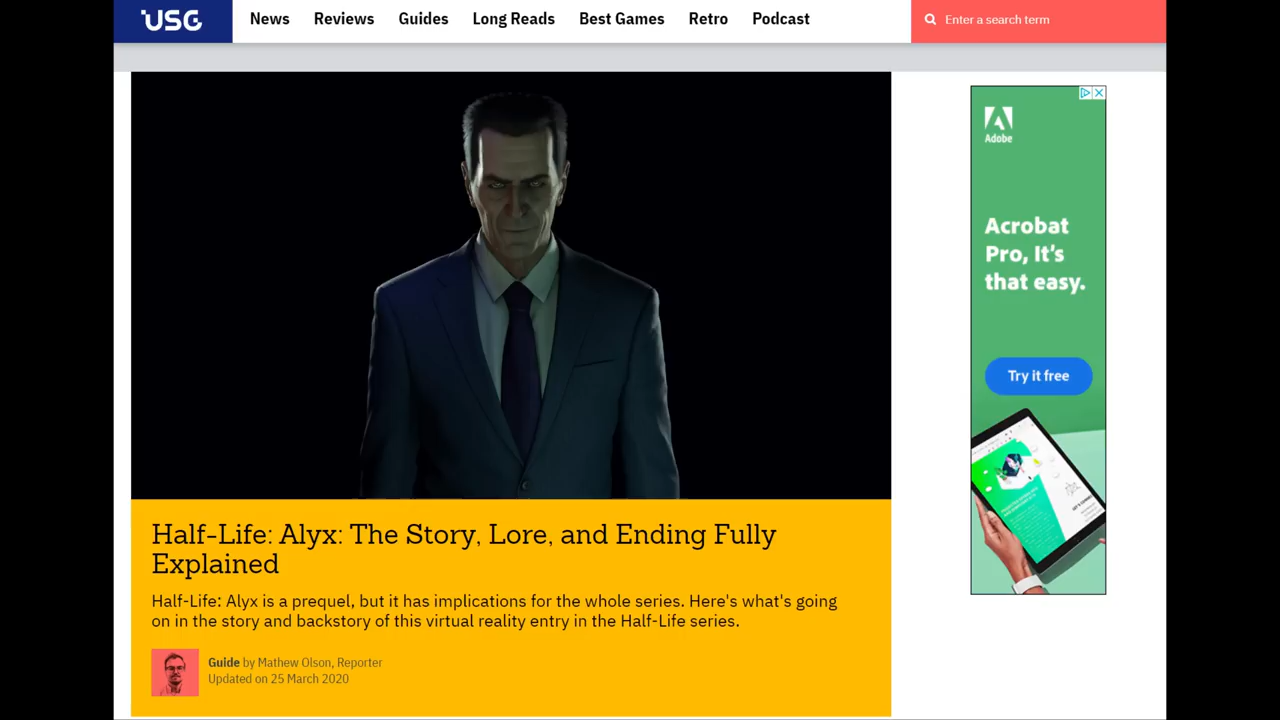 USG
News
Reviews
Guides
Long Reads
Best Games
Retro
Podcast
Enter a search term
Adobe
Acrobat
Pro, It's
that easy.
Try it free
Half-Life: Alyx: The Story, Lore, and Ending Fully
Explained
Half-Life: Alyx is a prequel, but it has implications for the whole series. Here's what's going
on in the story and backstory of this virtual reality entry in the Half-Life series.
Guide by Mathew Olson, Reporter
Updated on 25 March 2020